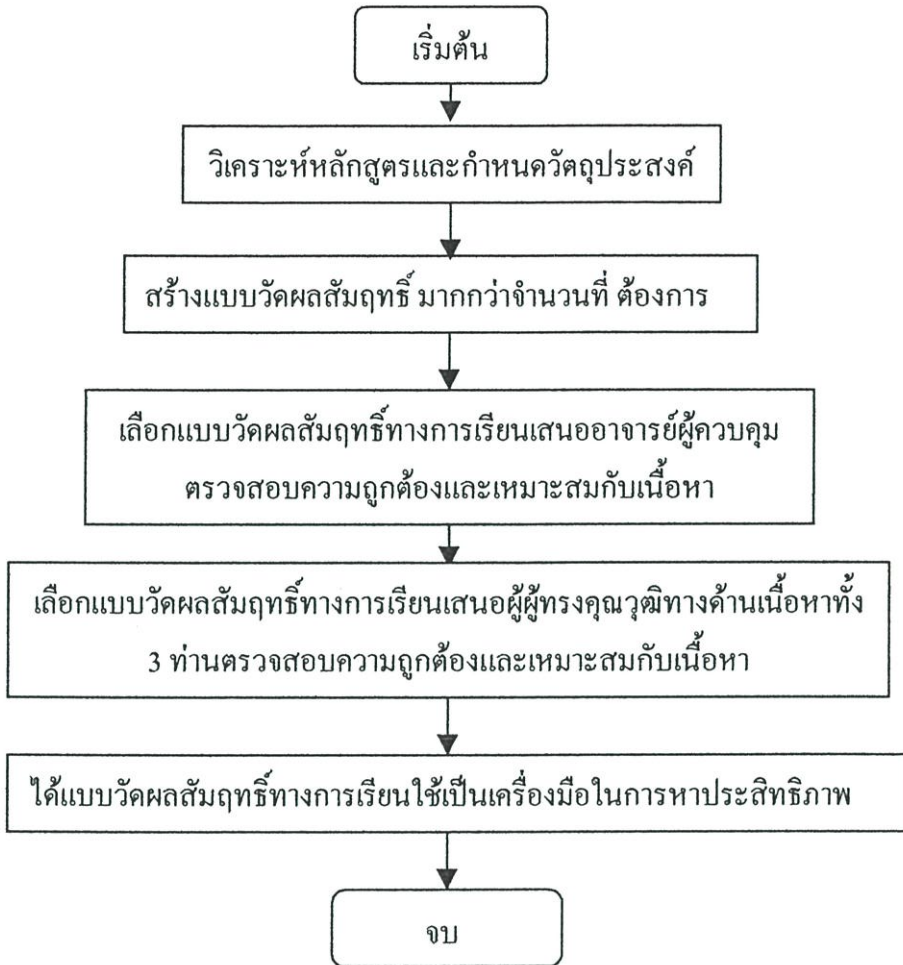 เริ่มต้น
วิเคราะห์หลักสูตรและกำหนดวัตถุประสงค์
สร้างแบบวัดผลสัมฤทธิ์ มากกว่าจำนวนที่ ต้องการ
เลือกแบบวัดผลสัมฤทธิ์ทางการเรียนเสนออาจารย์ผู้ควบคุม
ตรวจสอบความถูกต้องและเหมาะสมกับเนื้อหา
เลือกแบบวัดผลสัมฤทธิ์ทางการเรียนเสนอผู้ผู้ทรงคุณวุฒิทางด้านเนื้อหาทั้ง
3 ท่านตรวจสอบความถูกต้องและเหมาะสมกับเนื้อหา
ได้แบบวัดผลสัมฤทธิ์ทางการเรียนใช้เป็นเครื่องมือในการหาประสิทธิภาพ
จบ